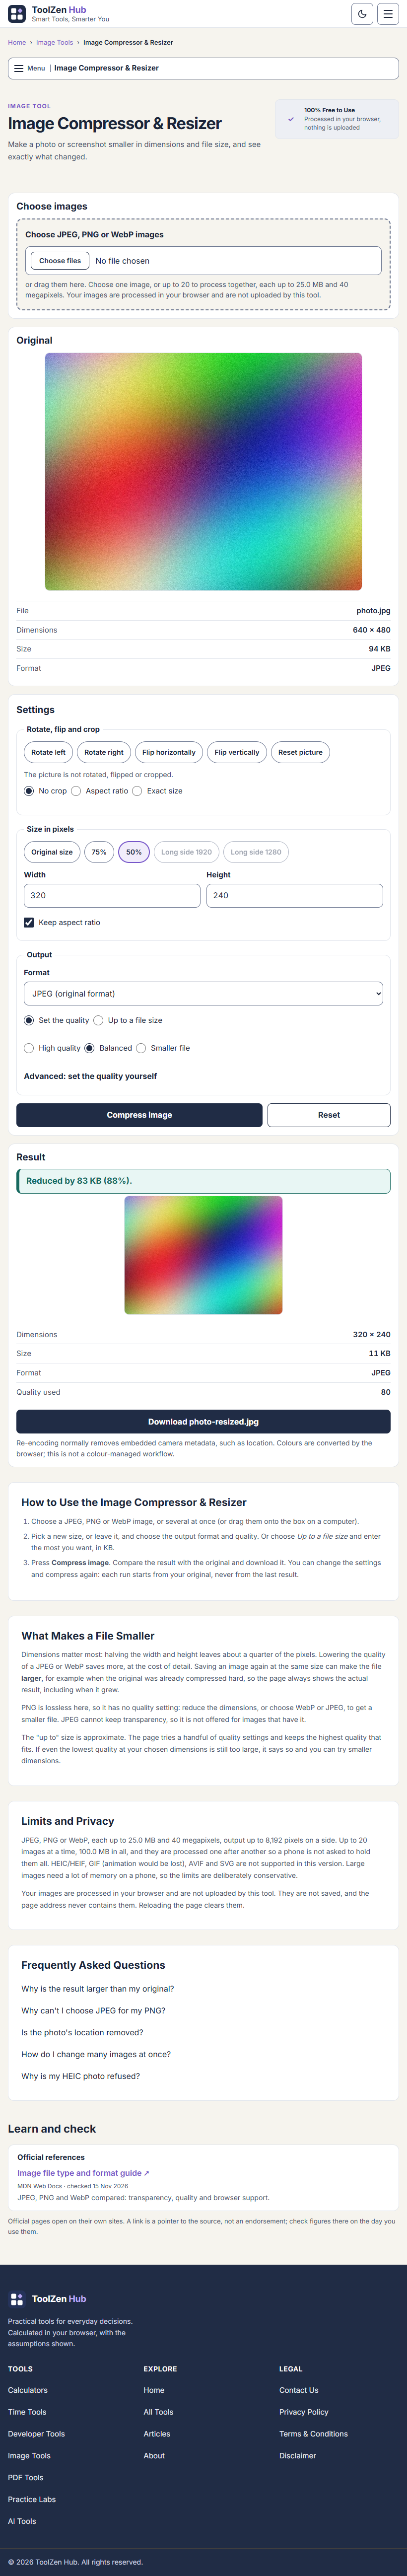 ToolZen Hub
Smart Tools, Smarter You
Home › Image Tools › Image Compressor & Resizer
Menu | Image Compressor & Resizer
IMAGE TOOL
Image Compressor & Resizer
Make a photo or screenshot smaller in dimensions and file size, and see
exactly what changed.
✓
100% Free to Use
Processed in your browser,
nothing is uploaded
Choose images
Choose JPEG, PNG or WebP images
Choose files No file chosen
or drag them here. Choose one image, or up to 20 to process together, each up to 25.0 MB and 40
megapixels. Your images are processed in your browser and are not uploaded by this tool.
Original
File photo.jpg
Dimensions 640 × 480
Size 94 KB
Format JPEG
Settings
Rotate, flip and crop
Rotate left Rotate right Flip horizontally Flip vertically Reset picture
The picture is not rotated, flipped or cropped.
No crop Aspect ratio Exact size
Size in pixels
Original size 75% 50% Long side 1920 Long side 1280
Width Height
320 240
Keep aspect ratio
Output
Format
JPEG (original format)
Set the quality Up to a file size
High quality Balanced Smaller file
Advanced: set the quality yourself
Compress image Reset
Result
Reduced by 83 KB (88%).
Dimensions 320 × 240
Size 11 KB
Format JPEG
Quality used 80
Download photo-resized.jpg
Re-encoding normally removes embedded camera metadata, such as location. Colours are converted by the
browser; this is not a colour-managed workflow.
How to Use the Image Compressor & Resizer
1. Choose a JPEG, PNG or WebP image, or several at once (or drag them onto the box on a computer).
2. Pick a new size, or leave it, and choose the output format and quality. Or choose Up to a file size and enter
the most you want, in KB.
3. Press Compress image. Compare the result with the original and download it. You can change the settings
and compress again: each run starts from your original, never from the last result.
What Makes a File Smaller
Dimensions matter most: halving the width and height leaves about a quarter of the pixels. Lowering the quality
of a JPEG or WebP saves more, at the cost of detail. Saving an image again at the same size can make the file
larger, for example when the original was already compressed hard, so the page always shows the actual
result, including when it grew.
PNG is lossless here, so it has no quality setting: reduce the dimensions, or choose WebP or JPEG, to get a
smaller file. JPEG cannot keep transparency, so it is not offered for images that have it.
The "up to" size is approximate. The page tries a handful of quality settings and keeps the highest quality that
fits. If even the lowest quality at your chosen dimensions is still too large, it says so and you can try smaller
dimensions.
Limits and Privacy
JPEG, PNG or WebP, each up to 25.0 MB and 40 megapixels, output up to 8,192 pixels on a side. Up to 20
images at a time, 100.0 MB in all, and they are processed one after another so a phone is not asked to hold
them all. HEIC/HEIF, GIF (animation would be lost), AVIF and SVG are not supported in this version. Large
images need a lot of memory on a phone, so the limits are deliberately conservative.
Your images are processed in your browser and are not uploaded by this tool. They are not saved, and the
page address never contains them. Reloading the page clears them.
Frequently Asked Questions
Why is the result larger than my original?
Why can't I choose JPEG for my PNG?
Is the photo's location removed?
How do I change many images at once?
Why is my HEIC photo refused?
Learn and check
Official references
Image file type and format guide ↗
MDN Web Docs · checked 15 Nov 2026
JPEG, PNG and WebP compared: transparency, quality and browser support.
Official pages open on their own sites. A link is a pointer to the source, not an endorsement; check figures there on the day you
use them.
ToolZen Hub
Practical tools for everyday decisions.
Calculated in your browser, with the
assumptions shown.
TOOLS EXPLORE LEGAL
Calculators Home Contact Us
Time Tools All Tools Privacy Policy
Developer Tools Articles Terms & Conditions
Image Tools About Disclaimer
PDF Tools
Practice Labs
AI Tools
© 2026 ToolZen Hub. All rights reserved.